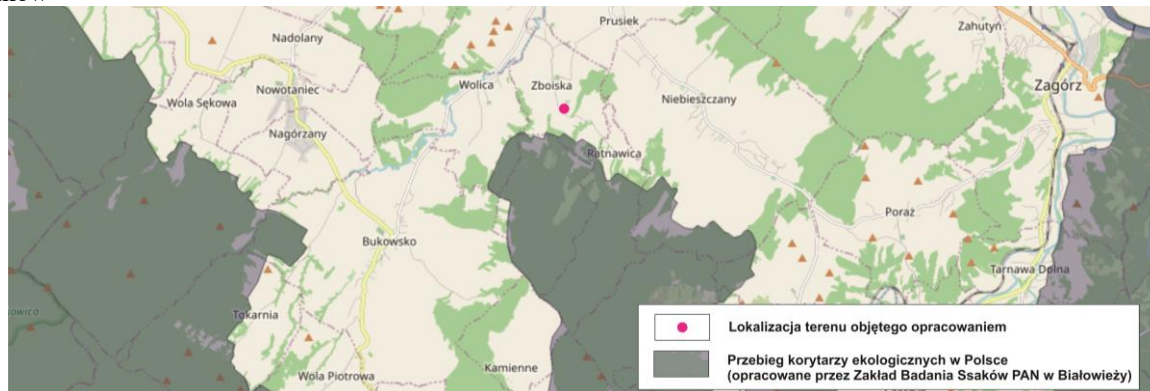 Prusiek
Zahutyń
Nadolany
Wolica
Zboiska
Zagórz
Nowotaniec
Wola Sękowa
Niebieszczany
Nagórzany
Ratnawica
Poraż
Bukowsko
Tarnawa Dolna
Tokarnia
Wola Piotrowa
Kamienne
Lokalizacja terenu objętego opracowaniem
Przebieg korytarzy ekologicznych w Polsce
(opracowane przez Zakład Badania Ssaków PAN w Białowieży)